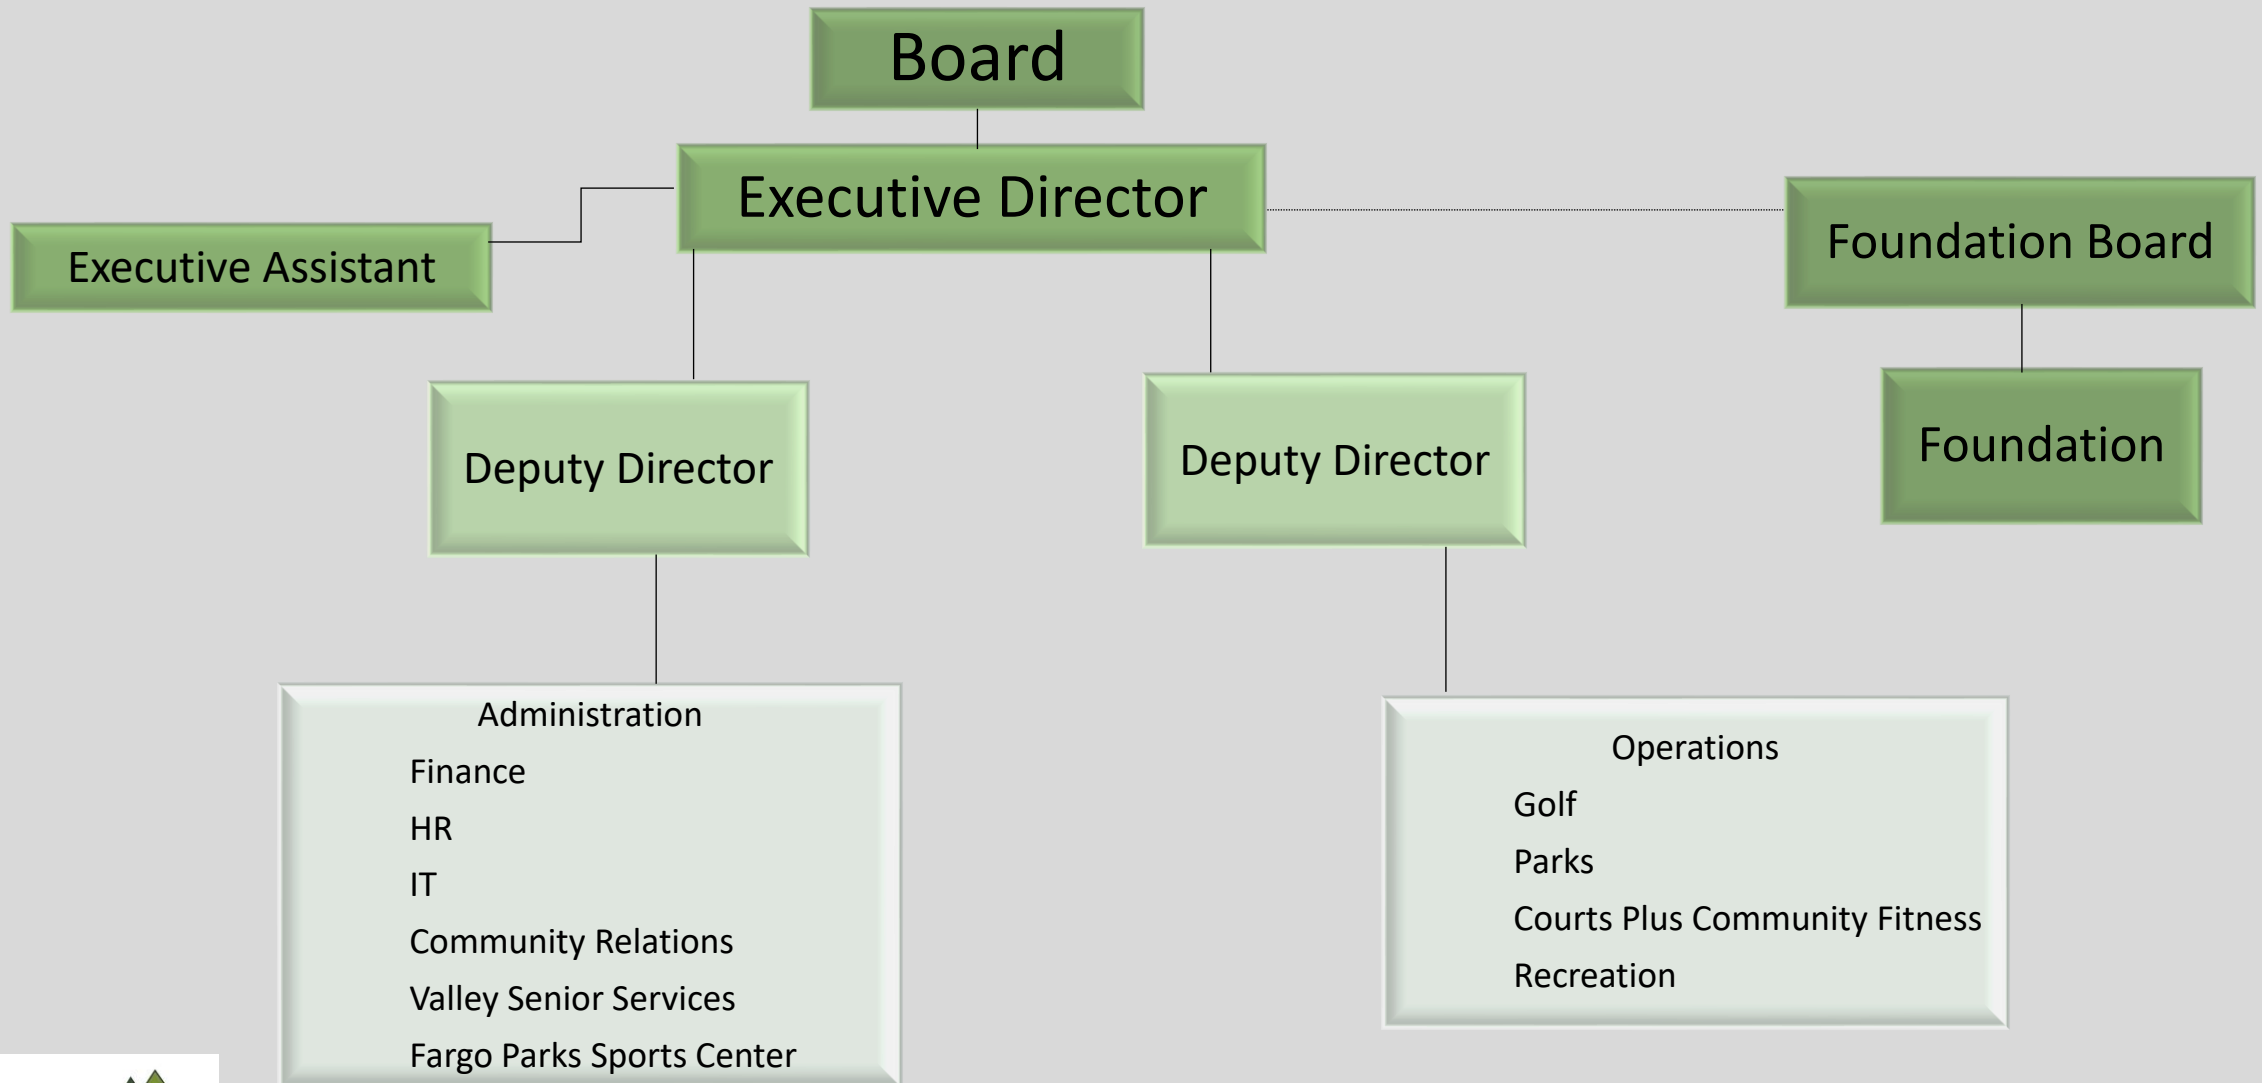 Board
Executive Director
Executive Assistant
Foundation Board
Deputy Director
Deputy Director
Foundation
Administration
Finance
HR
IT
Community Relations
Valley Senior Services
Fargo Parks Sports Center
Operations
Golf
Parks
Courts Plus Community Fitness
Recreation